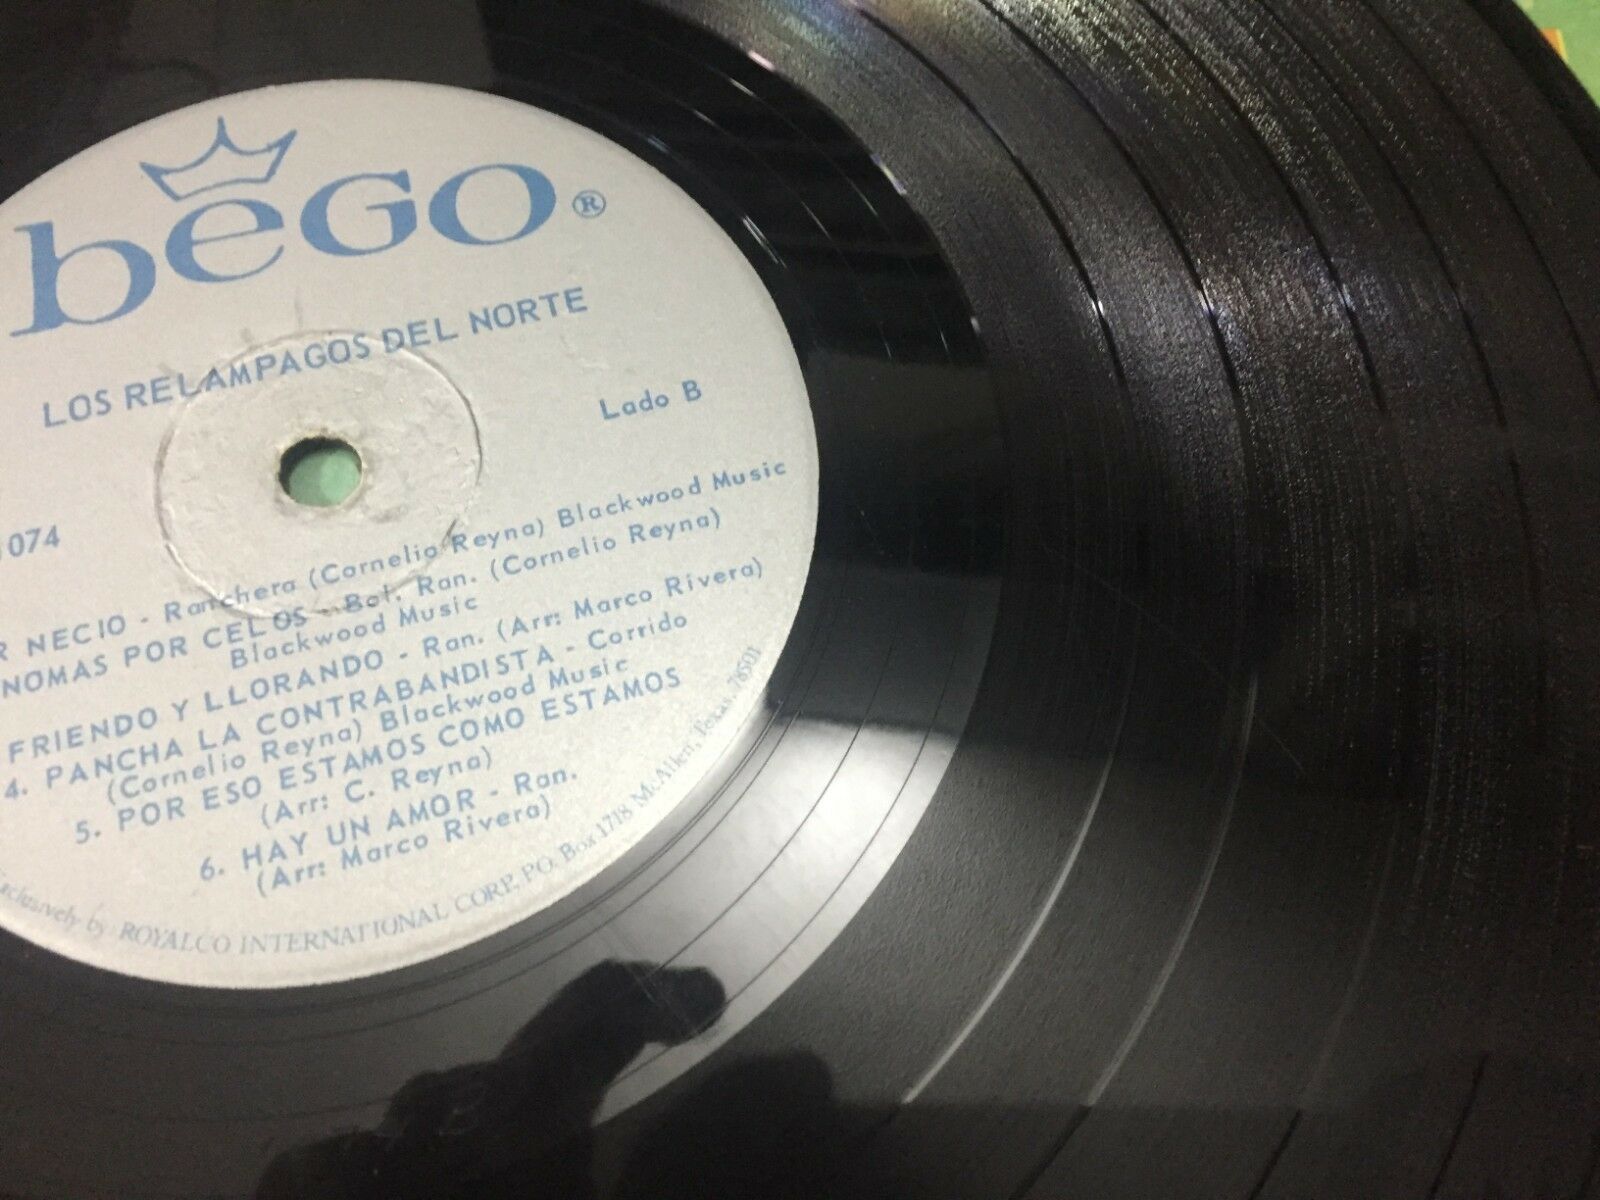 bego®
LOS RELAMPAGOS DEL NORTE
Lado B
074
R NECIO - Ranchera (Cornelio Reyna) Blackwood Music
NOMAS POR CELOS - Bol. Ran. (Cornelio Reyna)
Blackwood Music
FRIENDO Y LLORANDO - Ran. (Arr: Marco Rivera)
4. PANCHA LA CONTRABANDISTA - Corrido
(Cornelio Reyna) Blackwood Music
5. POR ESO ESTAMOS COMO ESTAMOS
(Arr: C. Reyna)
6. HAY UN AMOR - Ran.
(Arr: Marco Rivera)
xclusively by ROYALCO INTERNATIONAL CORP. P.O. Box 1718 McAllen, Texas 78501